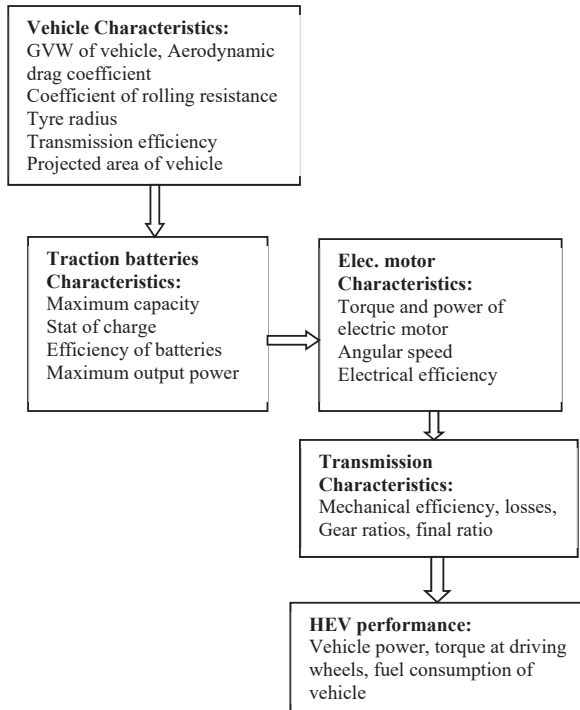 Vehicle Characteristics:
GVW of vehicle, Aerodynamic
drag coefficient
Coefficient of rolling resistance
Tyre radius
Transmission efficiency
Projected area of vehicle
Traction batteries
Characteristics:
Maximum capacity
Stat of charge
Efficiency of batteries
Maximum output power
Elec. motor
Characteristics:
Torque and power of
electric motor
Angular speed
Electrical efficiency
Transmission
Characteristics:
Mechanical efficiency, losses,
Gear ratios, final ratio
HEV performance:
Vehicle power, torque at driving
wheels, fuel consumption of
vehicle